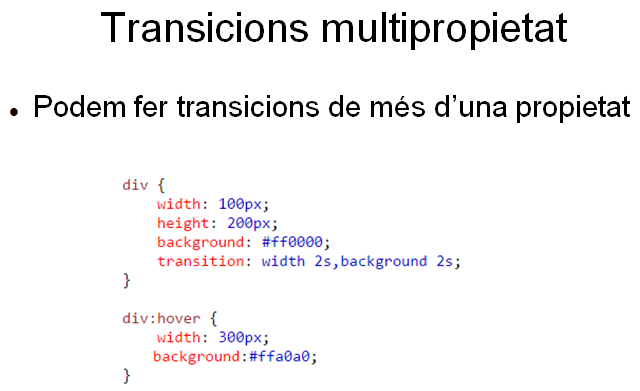 Transicions multipropietat
• Podem fer transicions de més d'una propietat
div {
width: 100px;
height: 200px;
background: #ff0000;
transition: width 2s,background 2s;
}
div:hover {
width: 300px;
background:#ffa0a0;
}